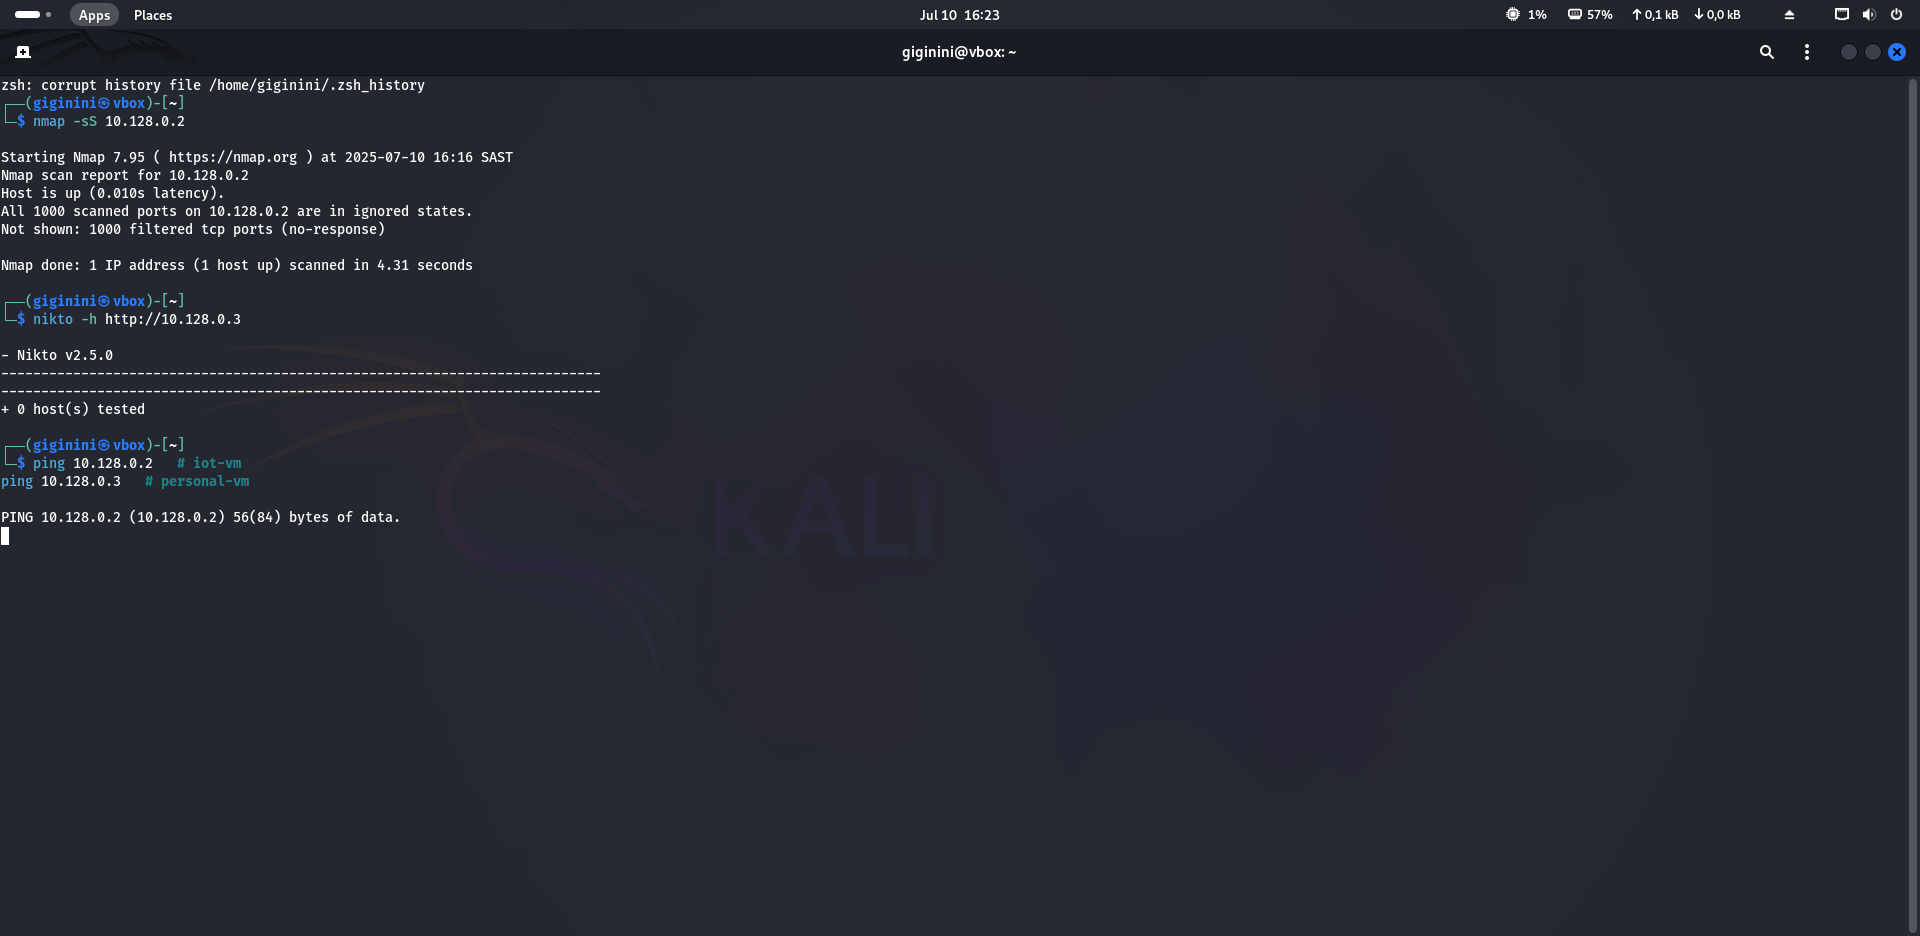 Apps Places Jul 10 16:23 1% 57% 0,1 kB 0,0 kB
giginini@vbox: ~
zsh: corrupt history file /home/giginini/.zsh_history
┌──(giginini㉿vbox)-[~]
└─$ nmap -sS 10.128.0.2
Starting Nmap 7.95 ( https://nmap.org ) at 2025-07-10 16:16 SAST
Nmap scan report for 10.128.0.2
Host is up (0.010s latency).
All 1000 scanned ports on 10.128.0.2 are in ignored states.
Not shown: 1000 filtered tcp ports (no-response)
Nmap done: 1 IP address (1 host up) scanned in 4.31 seconds
┌──(giginini㉿vbox)-[~]
└─$ nikto -h http://10.128.0.3
- Nikto v2.5.0
---------------------------------------------------------------------------
---------------------------------------------------------------------------
+ 0 host(s) tested
┌──(giginini㉿vbox)-[~]
└─$ ping 10.128.0.2   # iot-vm
ping 10.128.0.3   # personal-vm
PING 10.128.0.2 (10.128.0.2) 56(84) bytes of data.
KALI